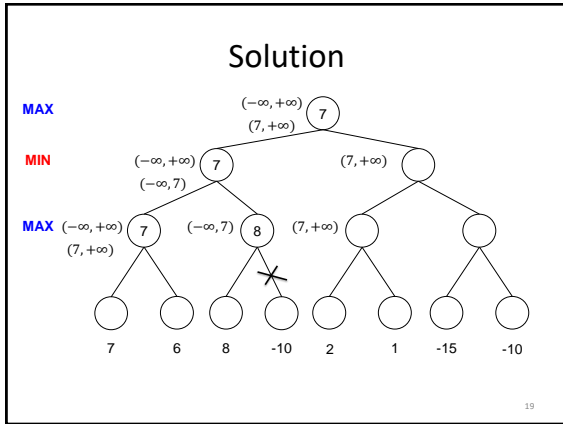 Solution
MAX (−∞, +∞) 7
(7, +∞)
MIN (−∞, +∞) 7 (7, +∞)
(−∞, 7)
MAX (−∞, +∞) 7 (−∞, 7) 8 (7, +∞)
(7, +∞)
7 6 8 -10 2 1 -15 -10
19